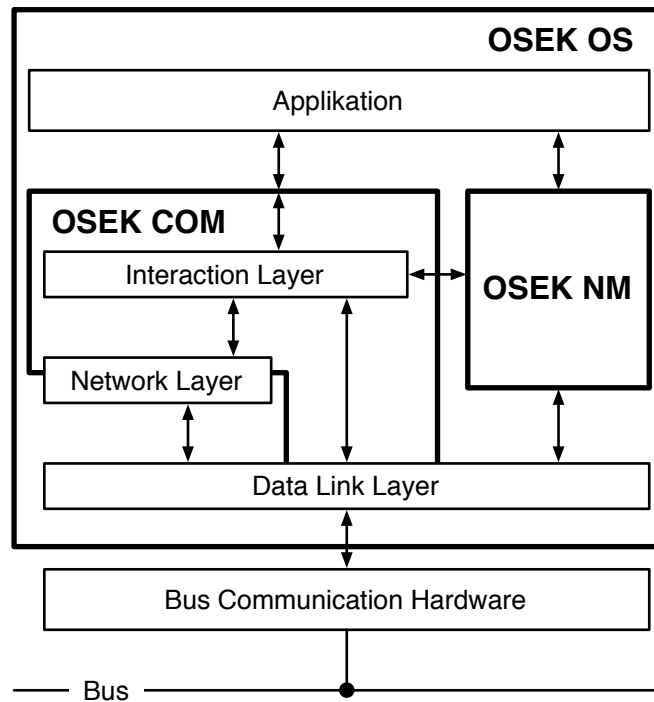 OSEK OS
Applikation
OSEK COM
Interaction Layer
OSEK NM
Network Layer
Data Link Layer
Bus Communication Hardware
Bus